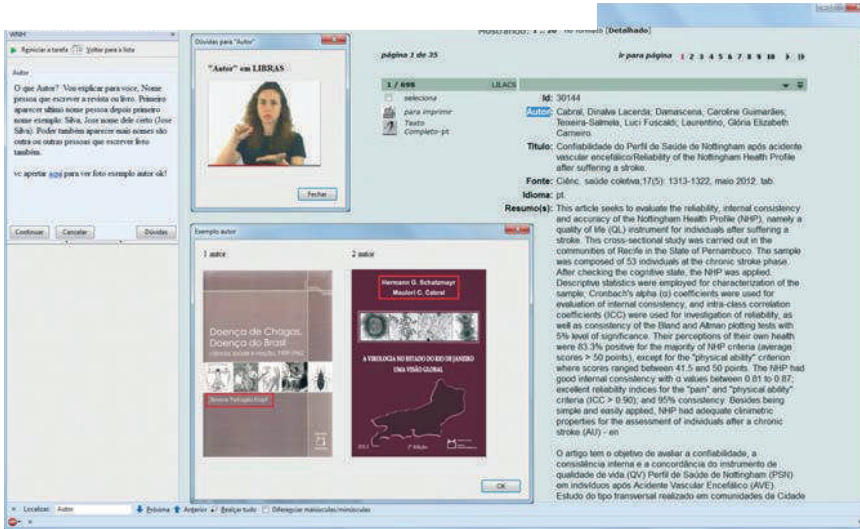 WNH
Reiniciar a tarefa Voltar para a lista
Autor
O que Autor? Vou explicar para voce, Nome
pessoa que escrever a revista ou livro. Primeiro
aparecer ultimo nome pessoa depois primeiro
nome exemplo: Silva, Jose nome dele certo (Jose
Silva). Poder também aparecer mais nomes são
outra ou outras pessoas que escrever livro
também.
vc apertar aqui para ver foto exemplo autor ok!
Continuar Cancelar Dúvidas
Dúvidas para "Autor"
"Autor" em LIBRAS
Fechar
Exemplo autor
1 autor
2 autor
Doença de Chagas,
Doença do Brasil
ciência, saúde e nação, 1909-1962
Simone Petraglia Kropf
Hermann G. Schatzmayr
Maulori C. Cabral
A VIROLOGIA NO ESTADO DO RIO DE JANEIRO
UMA VISÃO GLOBAL
2ª Edição
OK
Mostrando: 1 .. 20 no formato [Detalhado]
página 1 de 35
ir para página 1 2 3 4 5 6 7 8 9 10
1 / 698 LILACS
seleciona
para imprimir
Texto
Completo-pt
Id: 30144
Autor: Cabral, Dinalva Lacerda; Damascena, Caroline Guimarães;
Teixeira-Salmela, Luci Fuscaldi; Laurentino, Glória Elizabeth
Carneiro.
Título: Confiabilidade do Perfil de Saúde de Nottingham após acidente
vascular encefálico/Reliability of the Nottingham Health Profile
after suffering a stroke.
Fonte: Ciênc. saúde coletiva;17(5): 1313-1322, maio 2012. tab.
Idioma: pt.
Resumo(s): This article seeks to evaluate the reliability, internal consistency
and accuracy of the Nottingham Health Profile (NHP), namely a
quality of life (QL) instrument for individuals after suffering a
stroke. This cross-sectional study was carried out in the
communities of Recife in the State of Pernambuco. The sample
was composed of 53 individuals at the chronic stroke phase.
After checking the cognitive state, the NHP was applied.
Descriptive statistics were employed for characterization of the
sample; Cronbach's alpha (α) coefficients were used for
evaluation of internal consistency, and intra-class correlation
coefficients (ICC) were used for investigation of reliability, as
well as consistency of the Bland and Altman plotting tests with
5% level of significance. Their perceptions of their own health
were 83.3% positive for the majority of NHP criteria (average
scores > 50 points), except for the "physical ability" criterion
where scores ranged between 41.5 and 50 points. The NHP had
good internal consistency with α values between 0.81 to 0.87;
excellent reliability indices for the "pain" and "physical ability"
criteria (ICC > 0.90); and 95% consistency. Besides being
simple and easily applied, NHP had adequate clinimetric
properties for the assessment of individuals after a chronic
stroke (AU) - en
O artigo tem o objetivo de avaliar a confiabilidade, a
consistência interna e a concordância do instrumento de
qualidade de vida (QV) Perfil de Saúde de Nottingham (PSN)
em indivíduos após Acidente Vascular Encefálico (AVE).
Estudo do tipo transversal realizado em comunidades da Cidade
Localizar: Autor Próxima Anterior Realçar tudo Diferenciar maiúsculas/minúsculas